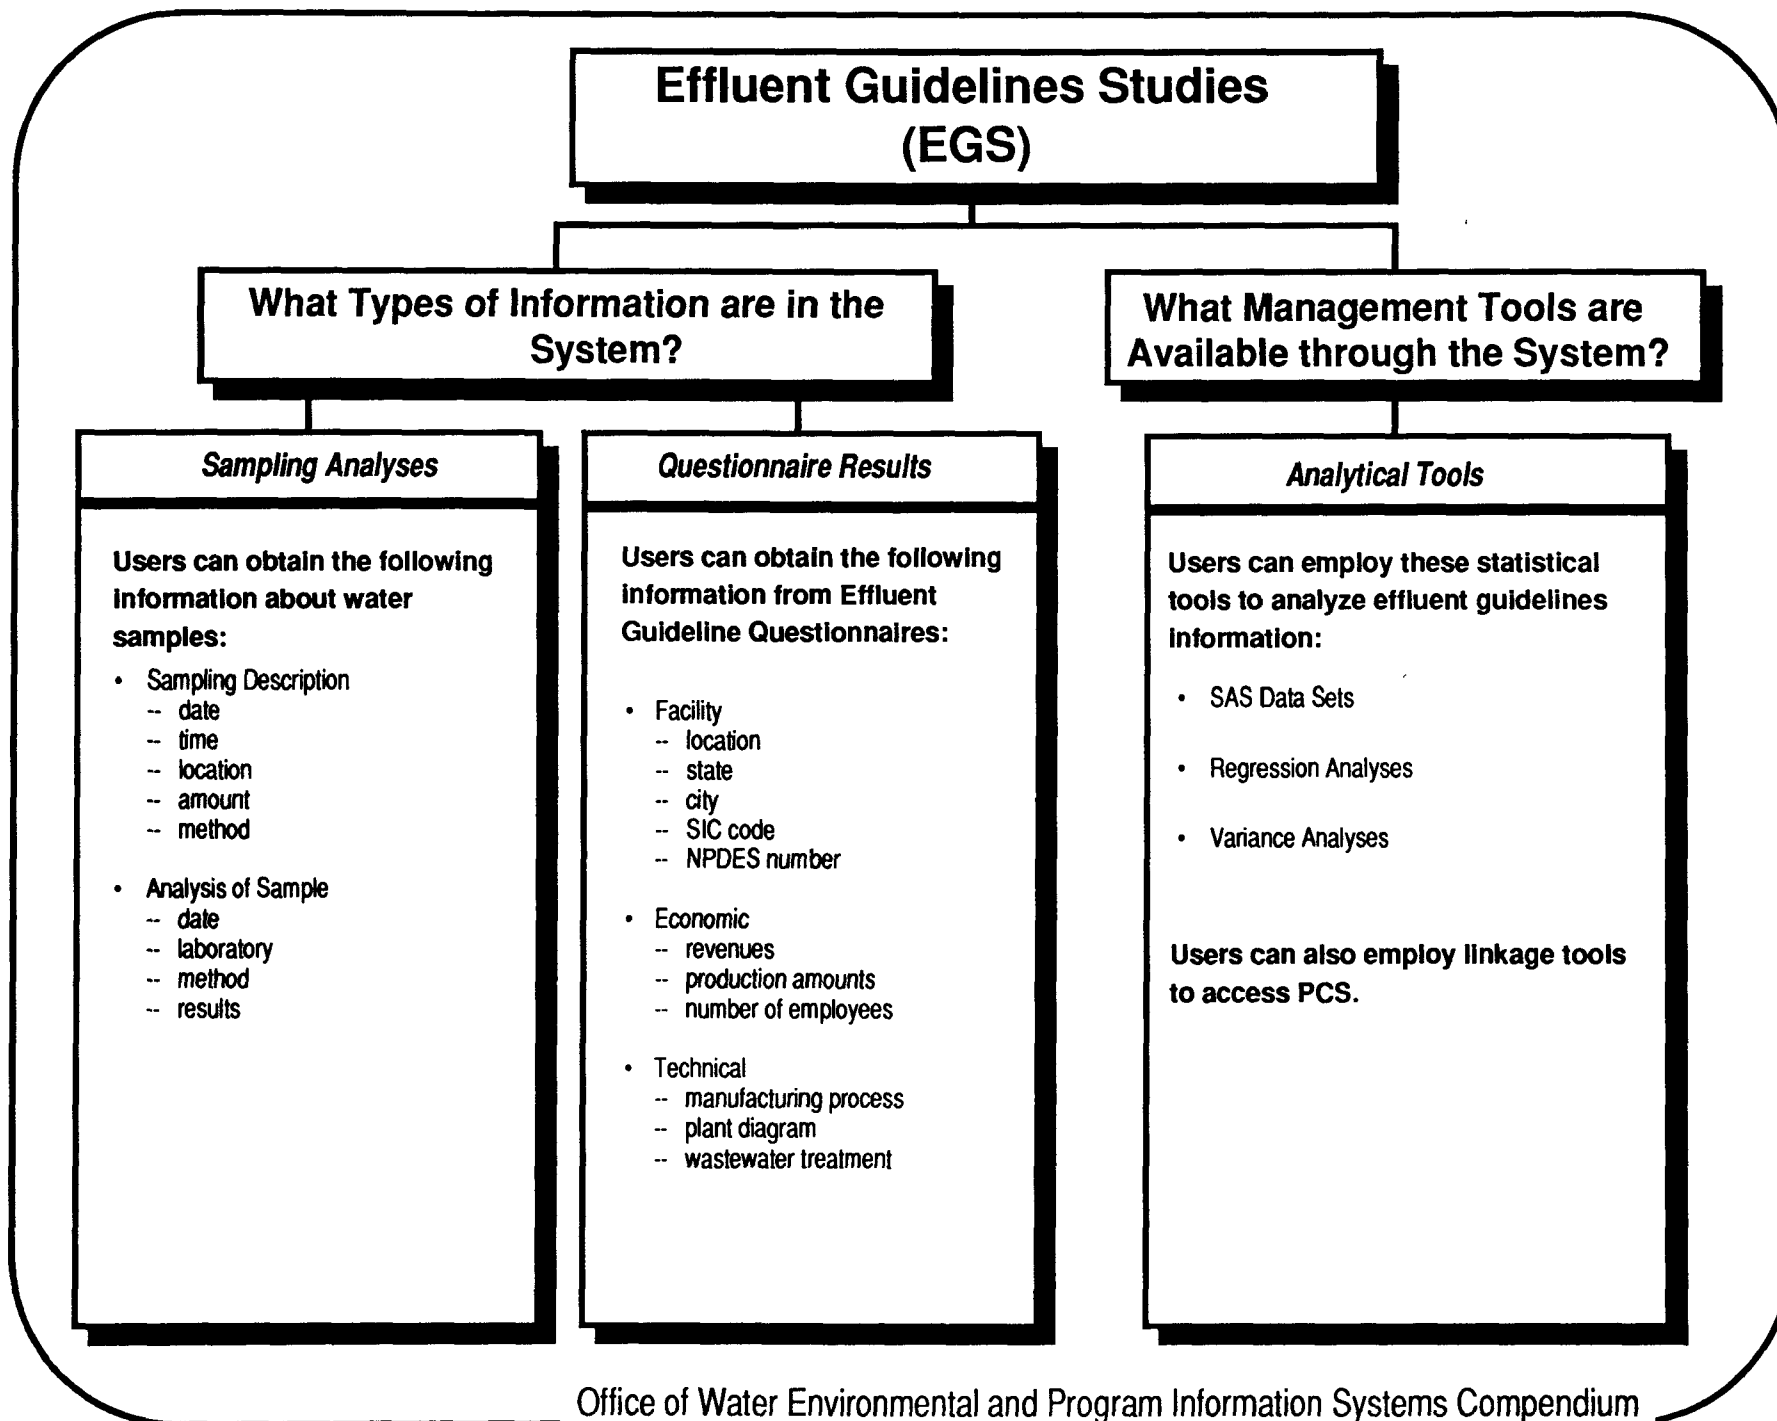 Effluent Guidelines Studies
(EGS)
What Types of Information are in the
System?
What Management Tools are
Available through the System?
Sampling Analyses
Users can obtain the following
information about water
samples:
• Sampling Description
-- date
-- time
-- location
-- amount
-- method
• Analysis of Sample
-- date
-- laboratory
-- method
-- results
Questionnaire Results
Users can obtain the following
information from Effluent
Guideline Questionnaires:
• Facility
-- location
-- state
-- city
-- SIC code
-- NPDES number
• Economic
-- revenues
-- production amounts
-- number of employees
• Technical
-- manufacturing process
-- plant diagram
-- wastewater treatment
Analytical Tools
Users can employ these statistical
tools to analyze effluent guidelines
information:
• SAS Data Sets
• Regression Analyses
• Variance Analyses
Users can also employ linkage tools
to access PCS.
Office of Water Environmental and Program Information Systems Compendium